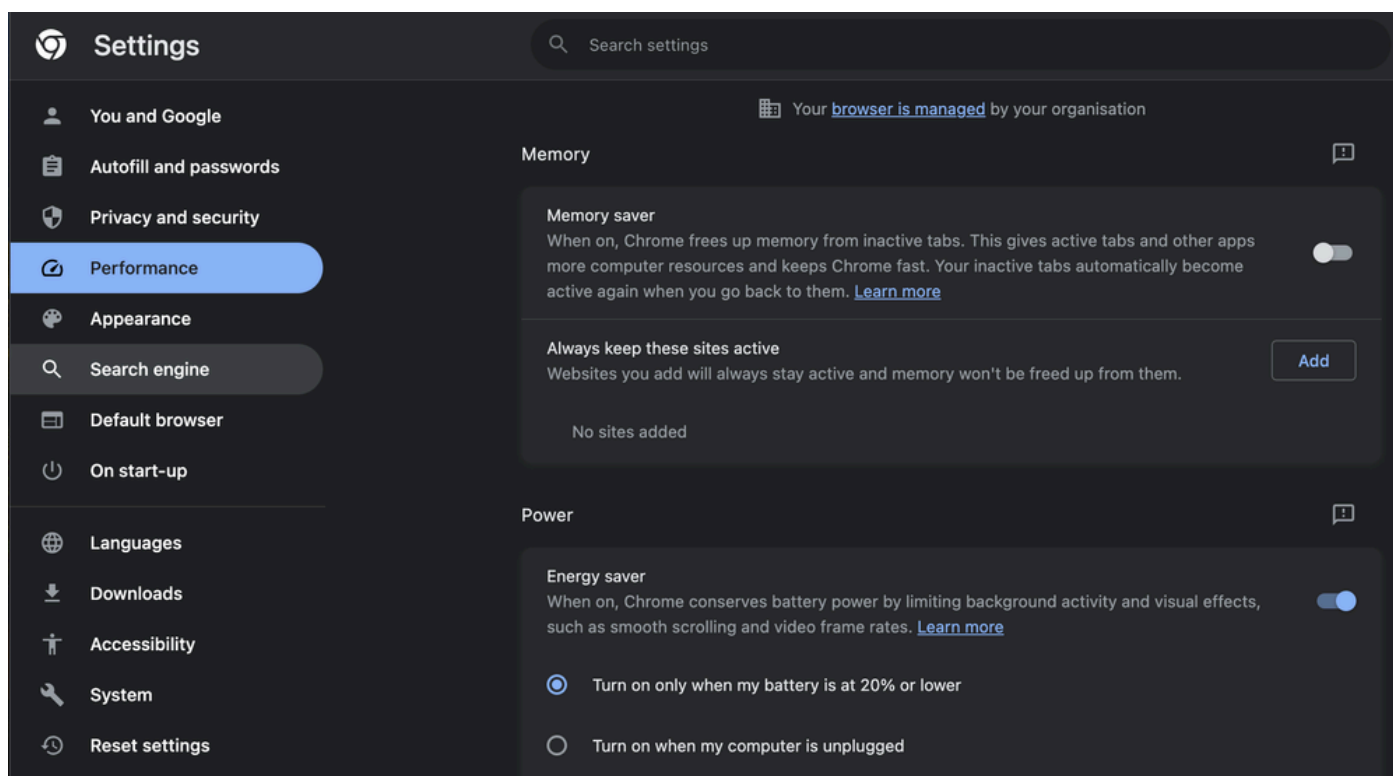 Settings
Search settings
You and Google
Autofill and passwords
Privacy and security
Performance
Appearance
Search engine
Default browser
On start-up
Languages
Downloads
Accessibility
System
Reset settings
Your browser is managed by your organisation
Memory
Memory saver
When on, Chrome frees up memory from inactive tabs. This gives active tabs and other apps
more computer resources and keeps Chrome fast. Your inactive tabs automatically become
active again when you go back to them. Learn more
Always keep these sites active
Websites you add will always stay active and memory won't be freed up from them.
Add
No sites added
Power
Energy saver
When on, Chrome conserves battery power by limiting background activity and visual effects,
such as smooth scrolling and video frame rates. Learn more
Turn on only when my battery is at 20% or lower
Turn on when my computer is unplugged